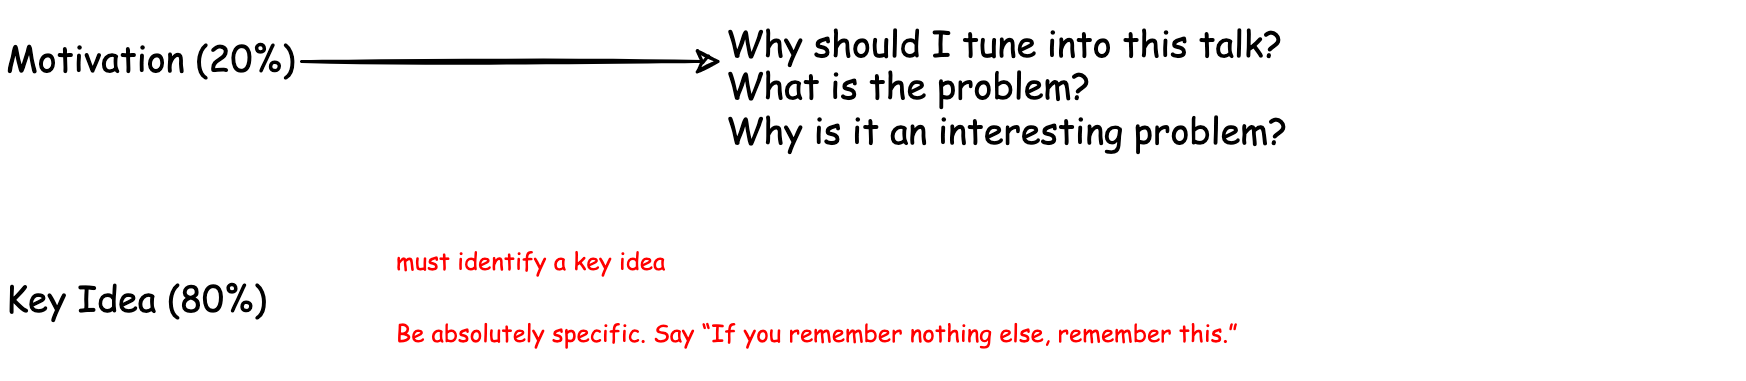 Motivation (20%)
Why should I tune into this talk?
What is the problem?
Why is it an interesting problem?
must identify a key idea
Key Idea (80%)
Be absolutely specific. Say “If you remember nothing else, remember this.”